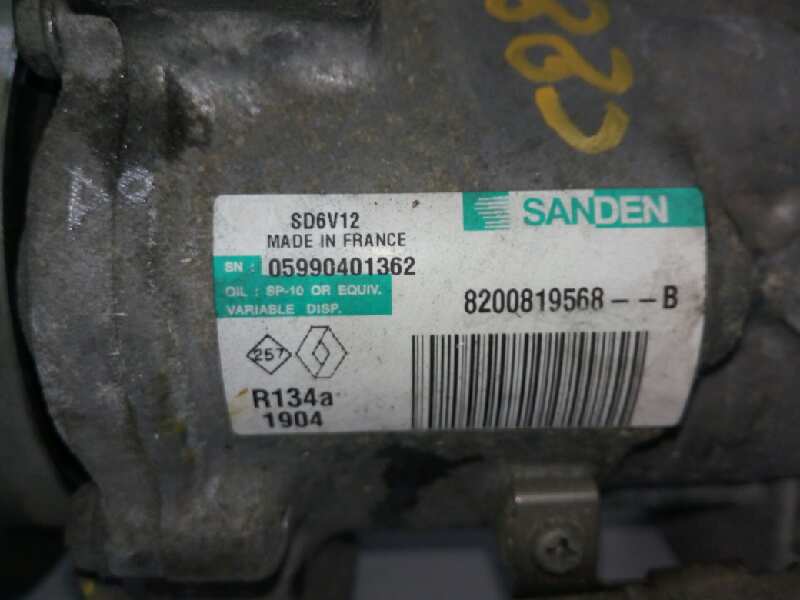 SD6V12
MADE IN FRANCE
SANDEN
SN : 05990401362
OIL : SP-10 OR EQUIV.
VARIABLE DISP.
8200819568--B
257
R134a
1904